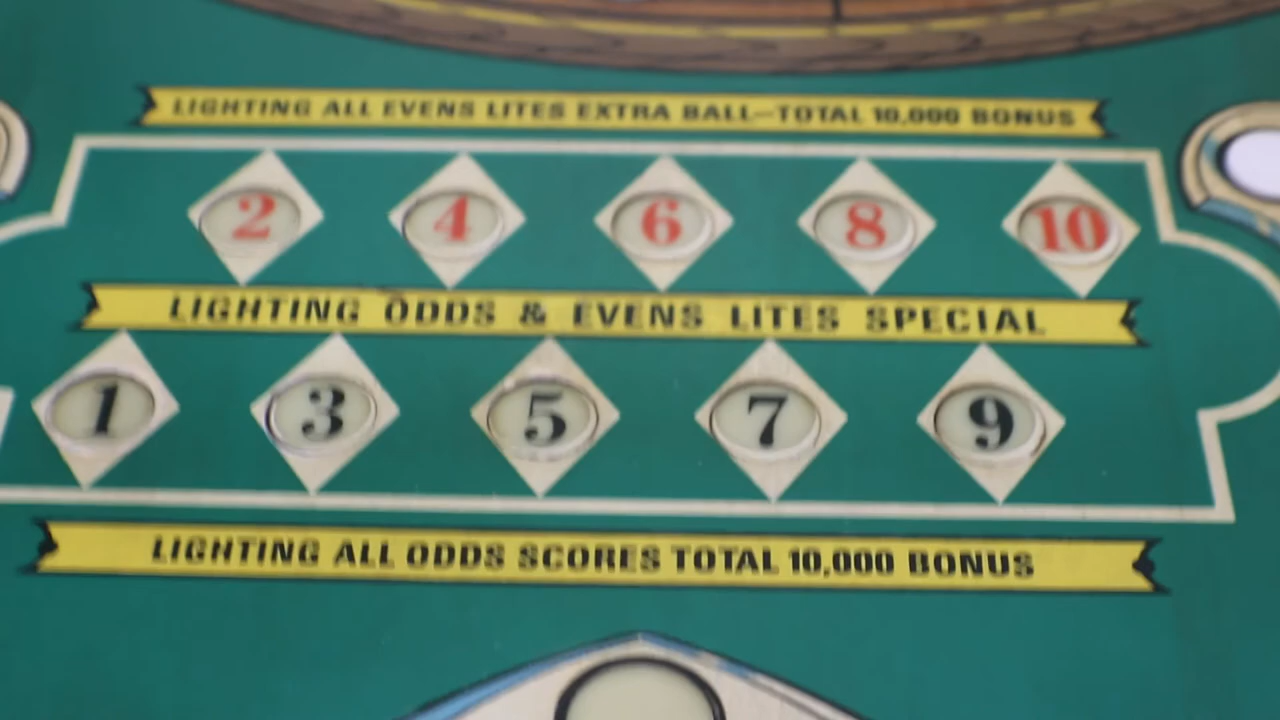 LIGHTING ALL EVENS LITES EXTRA BALL—TOTAL 10,000 BONUS
2 4 6 8 10
LIGHTING ODDS & EVENS LITES SPECIAL
1 3 5 7 9
LIGHTING ALL ODDS SCORES TOTAL 10,000 BONUS